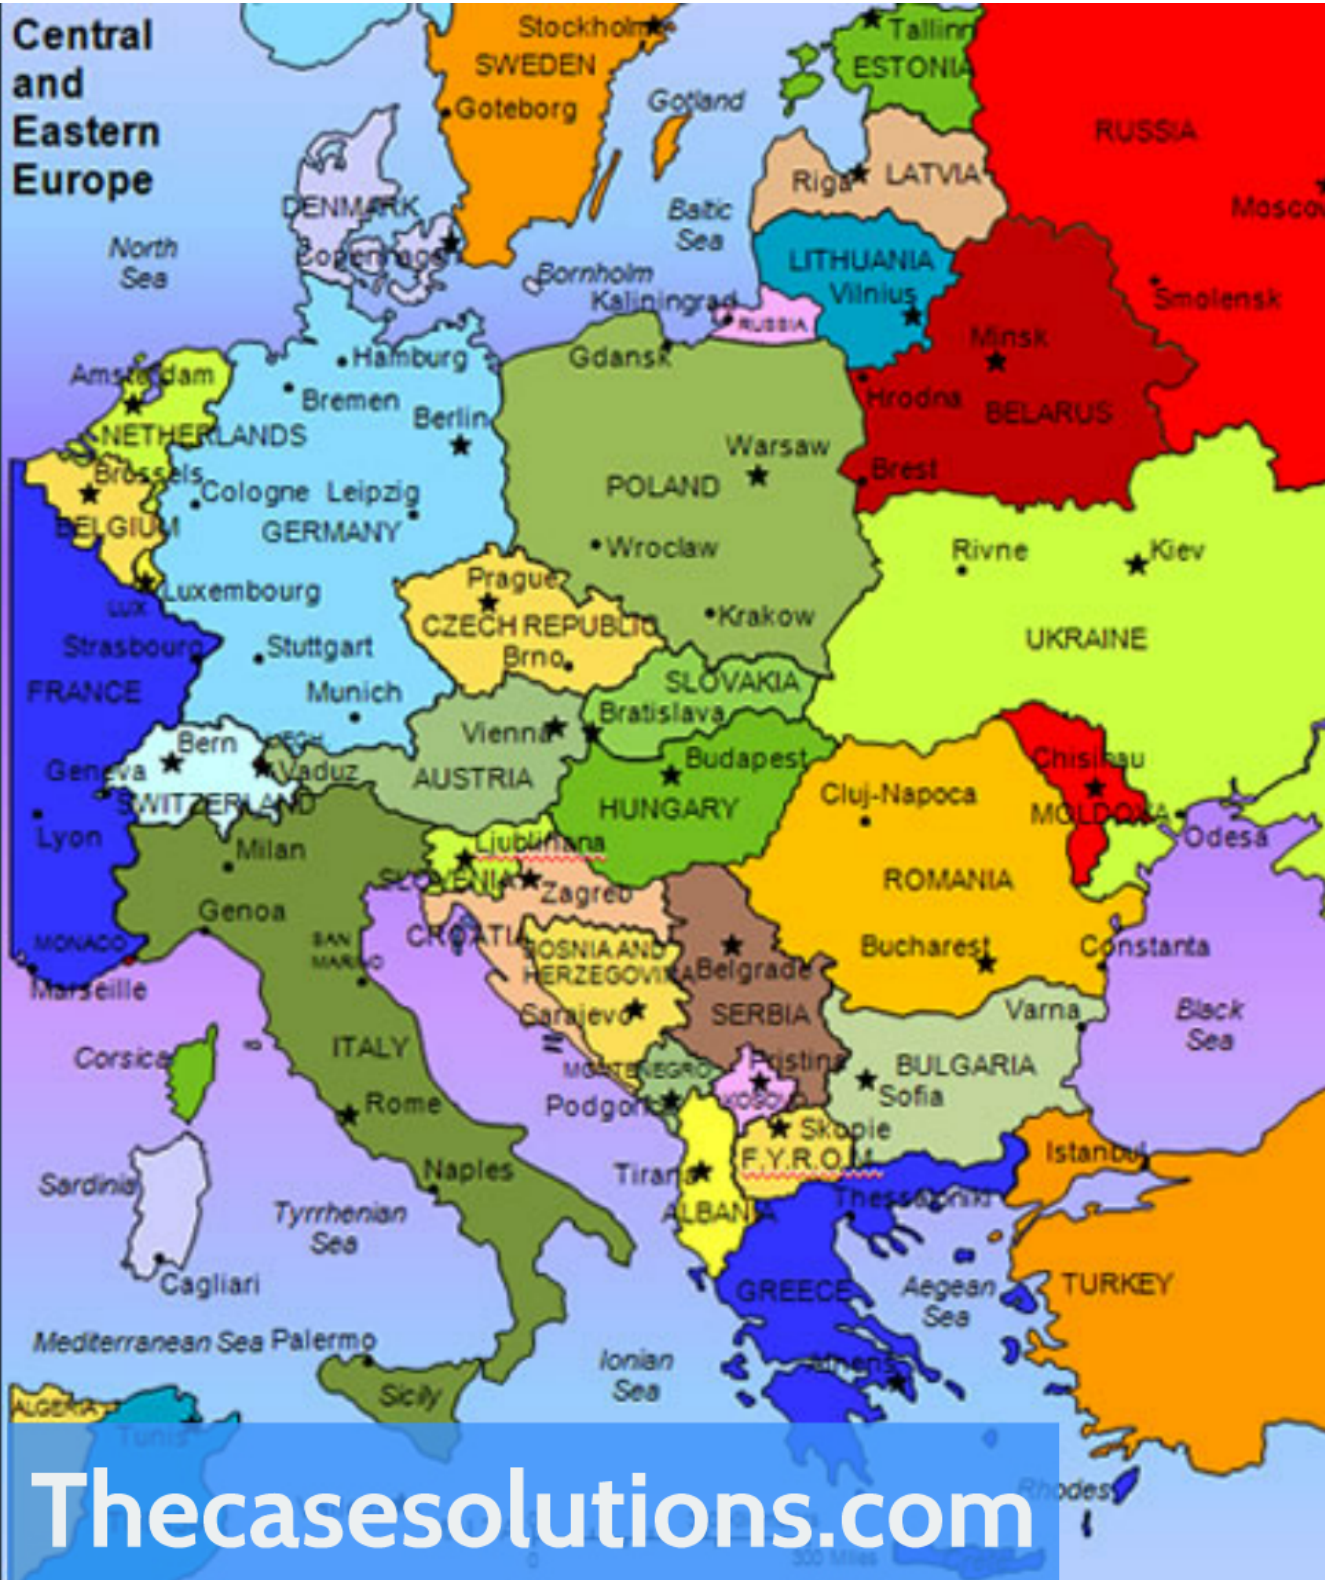 Central
and
Eastern
Europe
Stockholm
SWEDEN
Goteborg
Gotland
Tallinn
ESTONIA
RUSSIA
Moscow
Riga
LATVIA
Baltic
Sea
North
Sea
DENMARK
Copenhagen
Bornholm
LITHUANIA
Vilnius
Kaliningrad
RUSSIA
Smolensk
Minsk
BELARUS
Hrodna
Brest
Gdansk
Hamburg
Bremen
Berlin
Amsterdam
NETHERLANDS
Brussels
BELGIUM
Cologne
Leipzig
GERMANY
Warsaw
POLAND
Wroclaw
Krakow
Rivne
Kiev
UKRAINE
Luxembourg
LUX
Prague
CZECH REPUBLIC
Brno
Strasbourg
Stuttgart
FRANCE
Munich
SLOVAKIA
Bratislava
Vienna
AUSTRIA
Bern
Vaduz
Geneva
SWITZERLAND
Lyon
Budapest
HUNGARY
Cluj-Napoca
Chisinau
MOLDOVA
Odesa
Milan
Ljublinana
SLOVENIA
Zagreb
ROMANIA
Genoa
MONACO
SAN
MARINO
CROATIA
BOSNIA AND
HERZEGOVINA
Sarajevo
Belgrade
SERBIA
Bucharest
Constanta
Marseille
Varna
Black
Sea
Corsica
ITALY
Rome
MONTENEGRO
Podgorica
Pristina
KOSOVO
BULGARIA
Sofia
Skopje
F.Y.R.O.M
Tirana
ALBANIA
Istanbul
Thessaloniki
Sardinia
Naples
Tyrrhenian
Sea
Cagliari
GREECE
Aegean
Sea
TURKEY
Mediterranean Sea
Palermo
Ionian
Sea
Athens
Sicily
ALGERIA
Tunis
Rhodes
Thecasesolutions.com
300 Miles